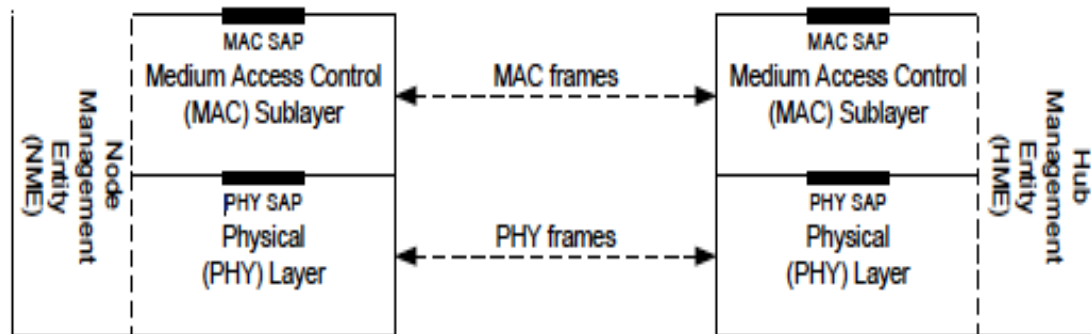 Node
Management
Entity
(NME)
MAC SAP
Medium Access Control
(MAC) Sublayer
PHY SAP
Physical
(PHY) Layer
MAC frames
PHY frames
MAC SAP
Medium Access Control
(MAC) Sublayer
PHY SAP
Physical
(PHY) Layer
Hub
Management
Entity
(HME)